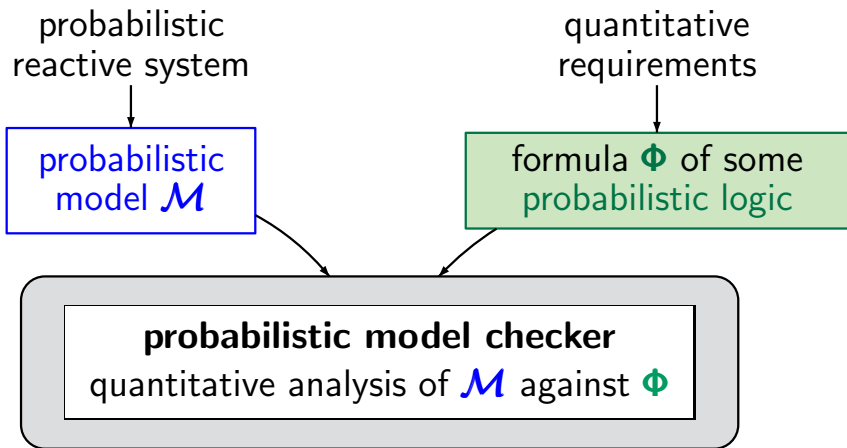 probabilistic
reactive system
quantitative
requirements
probabilistic
model 𝓜
formula Φ of some
probabilistic logic
probabilistic model checker
quantitative analysis of 𝓜 against Φ